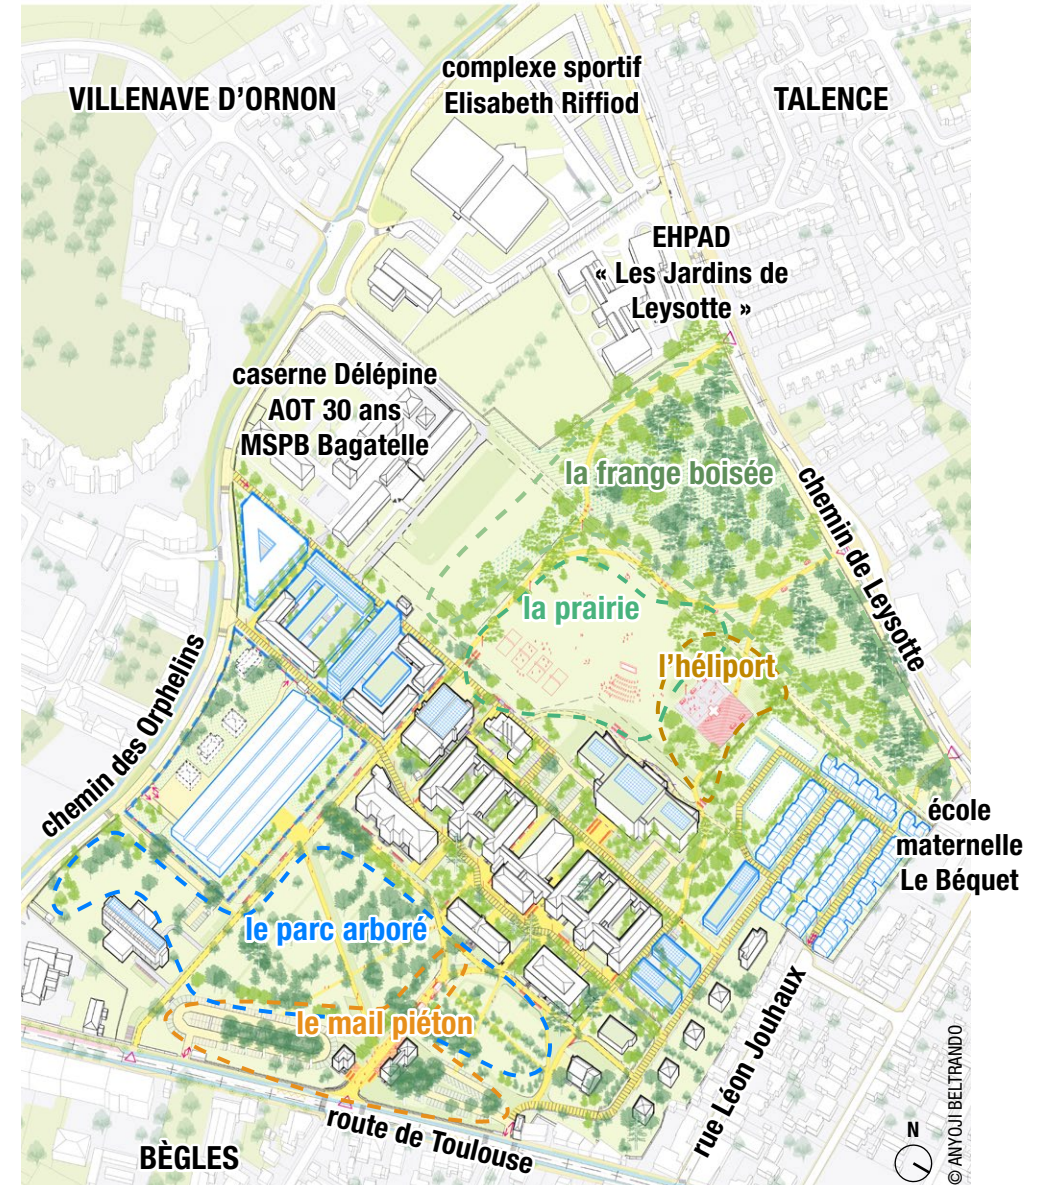 complexe sportif
Elisabeth Riffiod
VILLENAVE D'ORNON
TALENCE
EHPAD
« Les Jardins de
Leysotte »
caserne Délépine
AOT 30 ans
MSPB Bagatelle
la frange boisée
chemin de Leysotte
la prairie
l'héliport
chemin des Orphelins
école
maternelle
Le Béquet
le parc arboré
le mail piéton
rue Léon Jouhaux
route de Toulouse
BÈGLES
N
© ANYOJI BELTRANDO